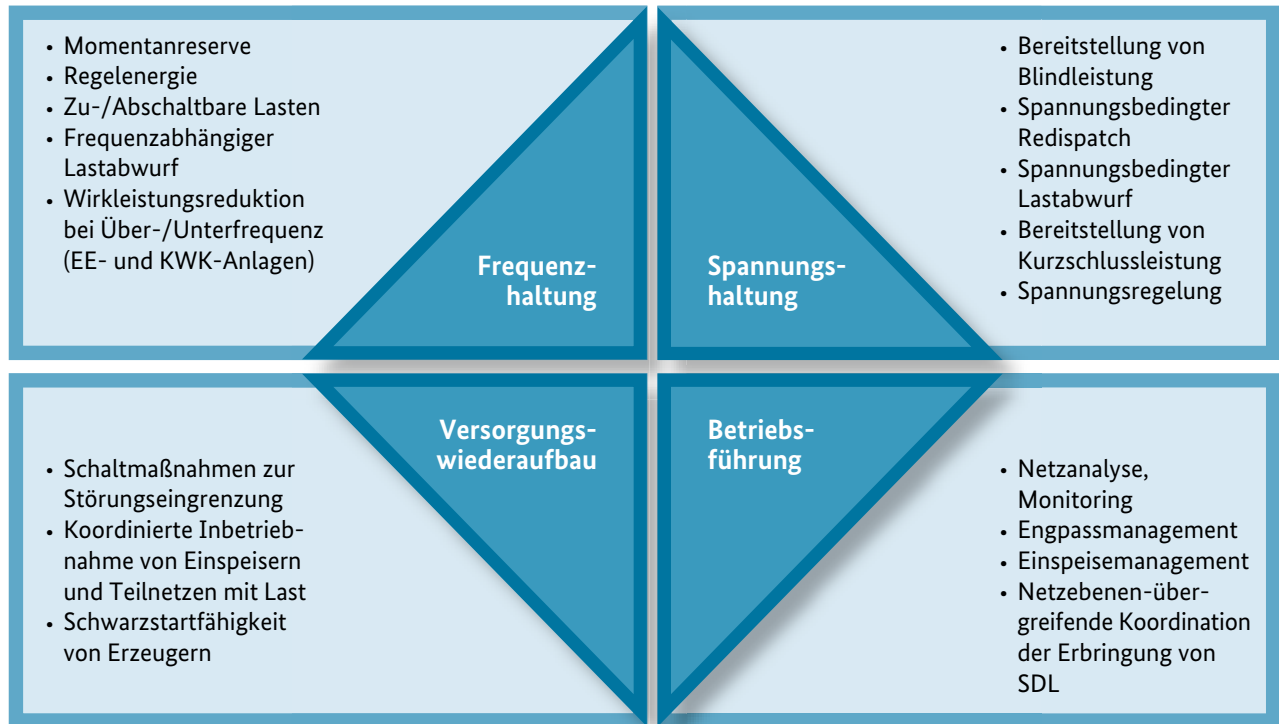 • Momentanreserve
• Regelenergie
• Zu-/Abschaltbare Lasten
• Frequenzabhängiger
Lastabwurf
• Wirkleistungsreduktion
bei Über-/Unterfrequenz
(EE- und KWK-Anlagen)
Frequenz-
haltung
Spannungs-
haltung
• Bereitstellung von
Blindleistung
• Spannungsbedingter
Redispatch
• Spannungsbedingter
Lastabwurf
• Bereitstellung von
Kurzschlussleistung
• Spannungsregelung
• Schaltmaßnahmen zur
Störungseingrenzung
• Koordinierte Inbetrieb-
nahme von Einspeisern
und Teilnetzen mit Last
• Schwarzstartfähigkeit
von Erzeugern
Versorgungs-
wiederaufbau
Betriebs-
führung
• Netzanalyse,
Monitoring
• Engpassmanagement
• Einspeisemanagement
• Netzebenen-über-
greifende Koordination
der Erbringung von
SDL